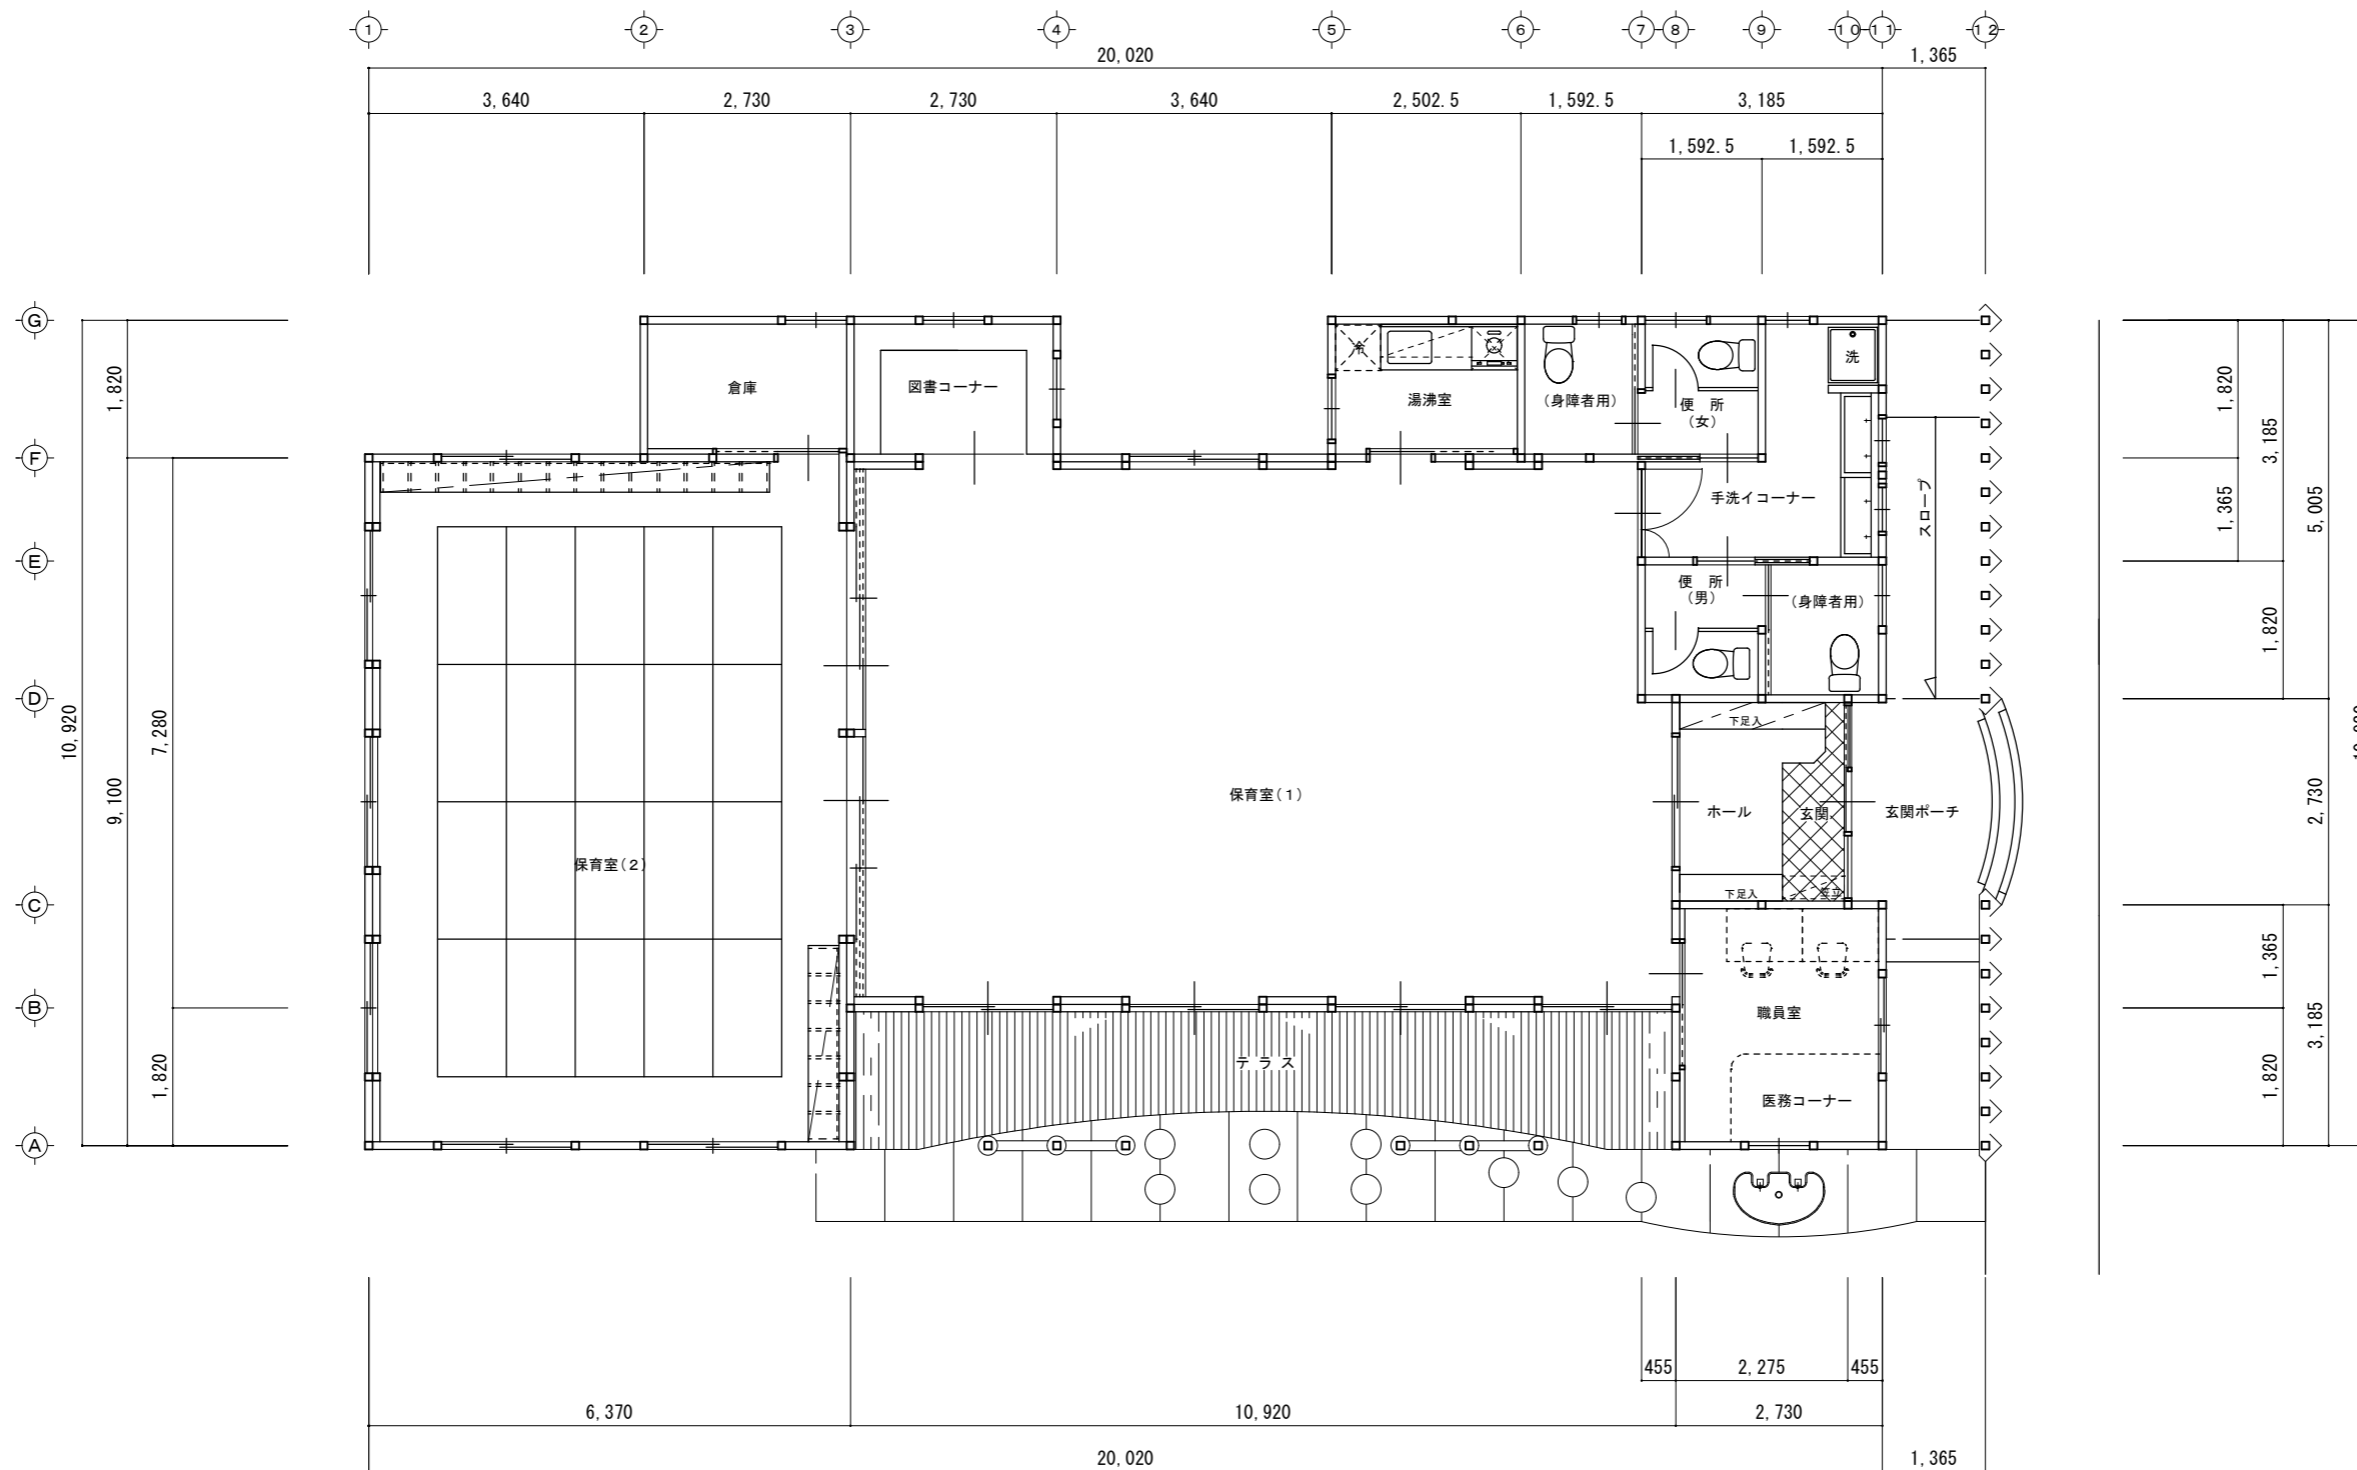 1 2 3 4 5 6 7 8 9 10 11 12
20,020 1,365
3,640 2,730 2,730 3,640 2,502.5 1,592.5 3,185
1,592.5 1,592.5
G
F
E
D
C
B
A
1,820
9,100
10,920
7,280
1,820
倉庫
図書コーナー
冷
湯沸室
(身障者用)
便 所
(女)
洗
手洗イコーナー
スロープ
便 所
(男)
(身障者用)
下足入
保育室(1)
ホール
玄関
玄関ポーチ
保育室(2)
下足入
職員室
テラス
医務コーナー
1,820
1,365
3,185
1,820
5,005
2,730
1,365
1,820
3,185
455 2,275 455
6,370 10,920 2,730
20,020 1,365